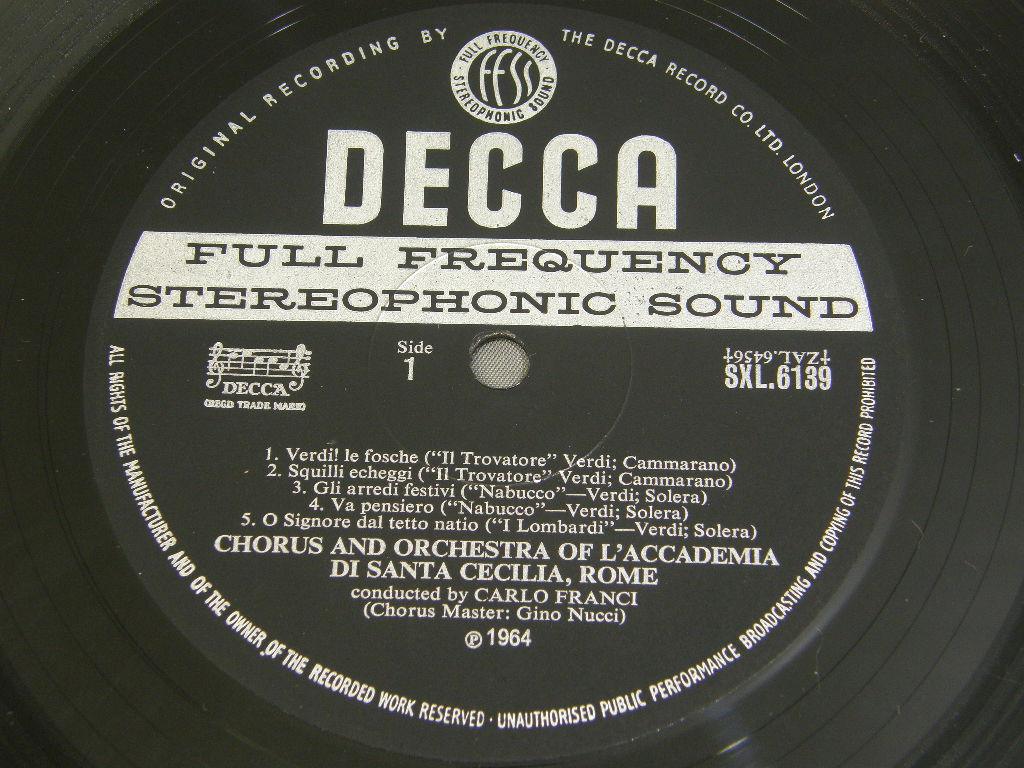 ORIGINAL RECORDING BY THE DECCA RECORD CO. LTD. LONDON
FULL FREQUENCY
FFSS
STEREOPHONIC SOUND
DECCA
FULL FREQUENCY
STEREOPHONIC SOUND
DECCA
(REGD TRADE MARK)
Side
1
‡ZAL.6456‡
SXL.6139
1. Verdi! le fosche (“Il Trovatore” Verdi; Cammarano)
2. Squilli echeggi (“Il Trovatore” Verdi; Cammarano)
3. Gli arredi festivi (“Nabucco”—Verdi; Solera)
4. Va pensiero (“Nabucco”—Verdi; Solera)
5. O Signore dal tetto natio (“I Lombardi”—Verdi; Solera)
CHORUS AND ORCHESTRA OF L’ACCADEMIA
DI SANTA CECILIA, ROME
conducted by CARLO FRANCI
(Chorus Master: Gino Nucci)
℗ 1964
ALL RIGHTS OF THE MANUFACTURER AND OF THE OWNER OF THE RECORDED WORK RESERVED · UNAUTHORISED PUBLIC PERFORMANCE BROADCASTING AND COPYING OF THIS RECORD PROHIBITED